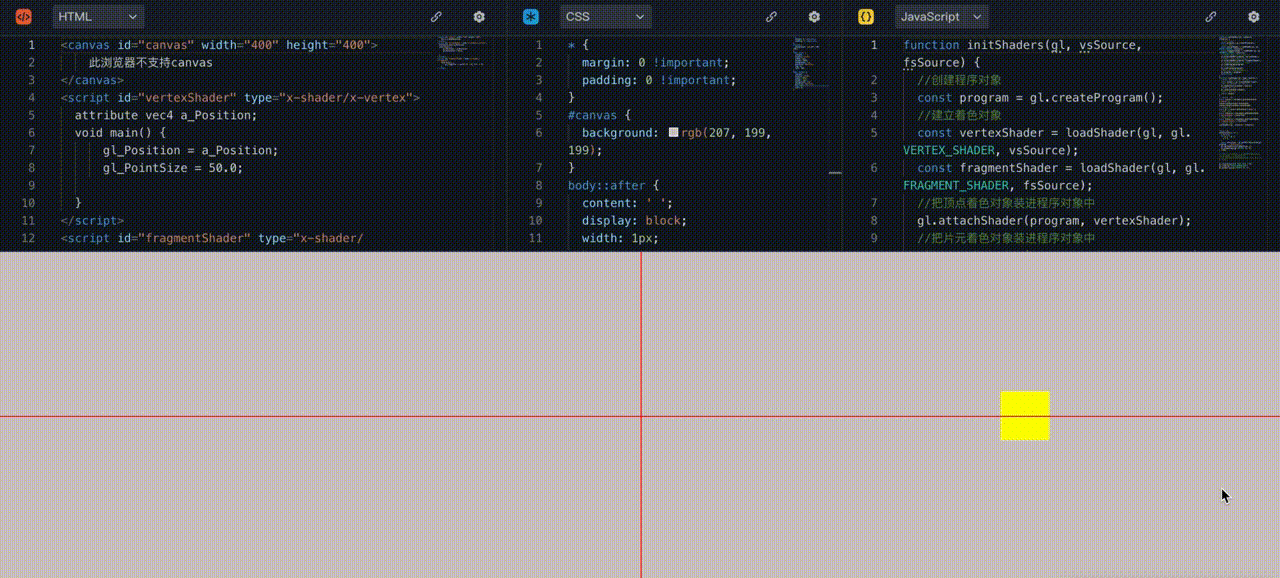 HTML
1 <canvas id="canvas" width="400" height="400">
2 此浏览器不支持canvas
3 </canvas>
4 <script id="vertexShader" type="x-shader/x-vertex">
5 attribute vec4 a_Position;
6 void main() {
7 gl_Position = a_Position;
8 gl_PointSize = 50.0;
9
10 }
11 </script>
12 <script id="fragmentShader" type="x-shader/
CSS
1 * {
2 margin: 0 !important;
3 padding: 0 !important;
4 }
5 #canvas {
6 background: rgb(207, 199,
199);
7 }
8 body::after {
9 content: ' ';
10 display: block;
11 width: 1px;
JavaScript
1 function initShaders(gl, vsSource,
fsSource) {
2 //创建程序对象
3 const program = gl.createProgram();
4 //建立着色对象
5 const vertexShader = loadShader(gl, gl.
VERTEX_SHADER, vsSource);
6 const fragmentShader = loadShader(gl, gl.
FRAGMENT_SHADER, fsSource);
7 //把顶点着色对象装进程序对象中
8 gl.attachShader(program, vertexShader);
9 //把片元着色对象装进程序对象中